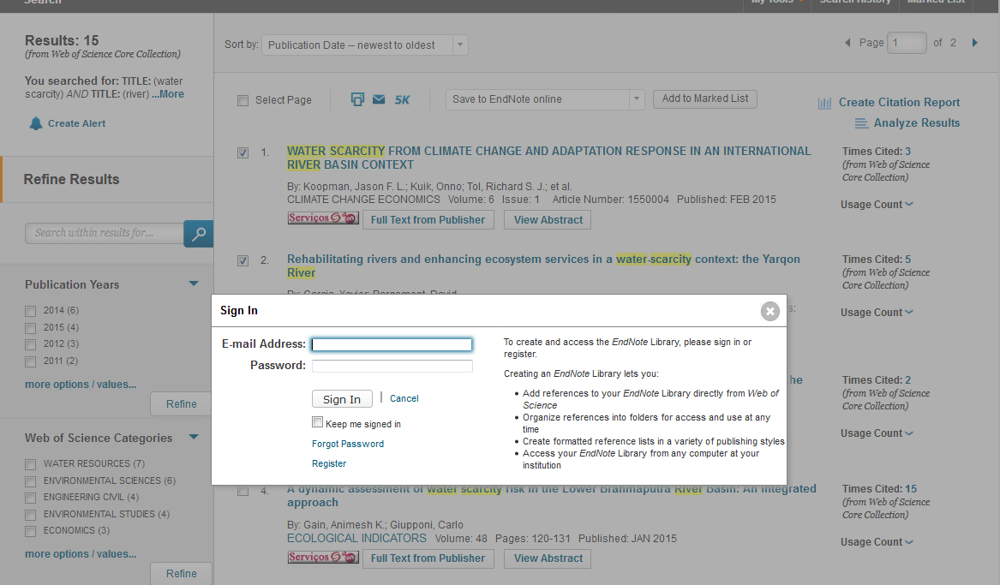 Search
My Tools
Search History
Marked List
Results: 15
(from Web of Science Core Collection)
You searched for: TITLE: (water
scarcity) AND TITLE: (river) ...More
Create Alert
Refine Results
Search within results for...
Publication Years
2014 (6)
2015 (4)
2012 (3)
2011 (2)
more options / values...
Refine
Web of Science Categories
WATER RESOURCES (7)
ENVIRONMENTAL SCIENCES (6)
ENGINEERING CIVIL (4)
ENVIRONMENTAL STUDIES (4)
ECONOMICS (3)
more options / values...
Refine
Sort by: Publication Date -- newest to oldest
Page 1 of 2
Select Page
5K
Save to EndNote online
Add to Marked List
Create Citation Report
Analyze Results
1. WATER SCARCITY FROM CLIMATE CHANGE AND ADAPTATION RESPONSE IN AN INTERNATIONAL
RIVER BASIN CONTEXT
By: Koopman, Jason F. L.; Kuik, Onno; Tol, Richard S. J.; et al.
CLIMATE CHANGE ECONOMICS Volume: 6 Issue: 1 Article Number: 1550004 Published: FEB 2015
Serviços
Full Text from Publisher
View Abstract
Times Cited: 3
(from Web of Science
Core Collection)
Usage Count
2. Rehabilitating rivers and enhancing ecosystem services in a water-scarcity context: the Yarqon
River
By: Garcia, Xavier; Pargament, David
Times Cited: 5
(from Web of Science
Core Collection)
Usage Count
Sign In
E-mail Address:
Password:
Sign In
Cancel
Keep me signed in
Forgot Password
Register
To create and access the EndNote Library, please sign in or
register.
Creating an EndNote Library lets you:
• Add references to your EndNote Library directly from Web of
Science
• Organize references into folders for access and use at any
time
• Create formatted reference lists in a variety of publishing styles
• Access your EndNote Library from any computer at your
institution
s:
he
Times Cited: 2
(from Web of Science
Core Collection)
Usage Count
4. A dynamic assessment of water scarcity risk in the Lower Brahmaputra River Basin: An integrated
approach
By: Gain, Animesh K.; Giupponi, Carlo
ECOLOGICAL INDICATORS Volume: 48 Pages: 120-131 Published: JAN 2015
Serviços
Full Text from Publisher
View Abstract
Times Cited: 15
(from Web of Science
Core Collection)
Usage Count